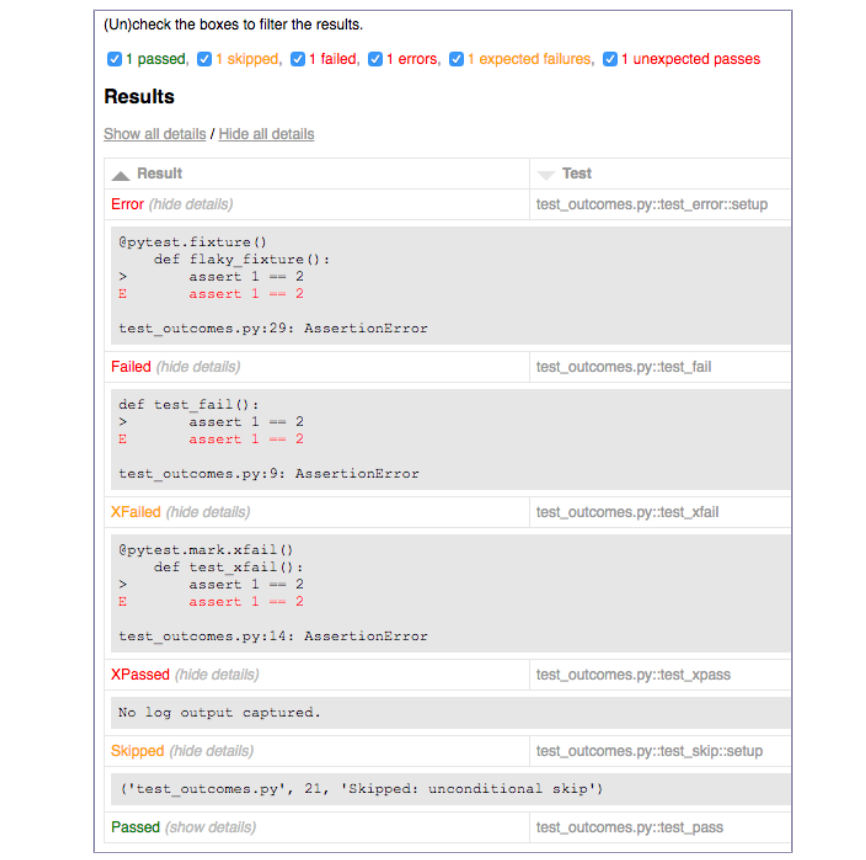 (Un)check the boxes to filter the results.
1 passed, 1 skipped, 1 failed, 1 errors, 1 expected failures, 1 unexpected passes
Results
Show all details / Hide all details
Result Test
Error (hide details) test_outcomes.py::test_error::setup
@pytest.fixture()
    def flaky_fixture():
>       assert 1 == 2
E       assert 1 == 2
test_outcomes.py:29: AssertionError
Failed (hide details) test_outcomes.py::test_fail
def test_fail():
>       assert 1 == 2
E       assert 1 == 2
test_outcomes.py:9: AssertionError
XFailed (hide details) test_outcomes.py::test_xfail
@pytest.mark.xfail()
    def test_xfail():
>       assert 1 == 2
E       assert 1 == 2
test_outcomes.py:14: AssertionError
XPassed (hide details) test_outcomes.py::test_xpass
No log output captured.
Skipped (hide details) test_outcomes.py::test_skip::setup
('test_outcomes.py', 21, 'Skipped: unconditional skip')
Passed (show details) test_outcomes.py::test_pass